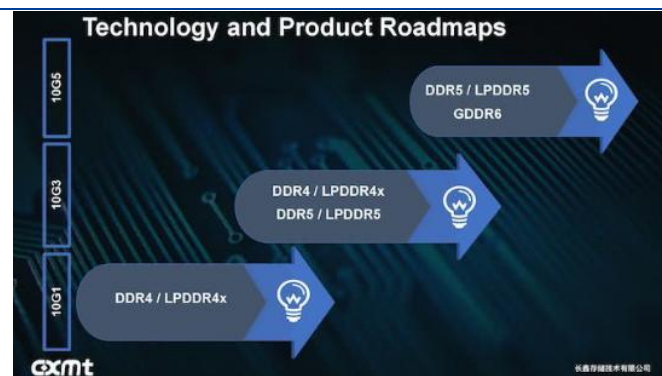 Technology and Product Roadmaps
10G5
DDR5 / LPDDR5
GDDR6
10G3
DDR4 / LPDDR4x
DDR5 / LPDDR5
10G1
DDR4 / LPDDR4x
cxmt
长鑫存储技术有限公司